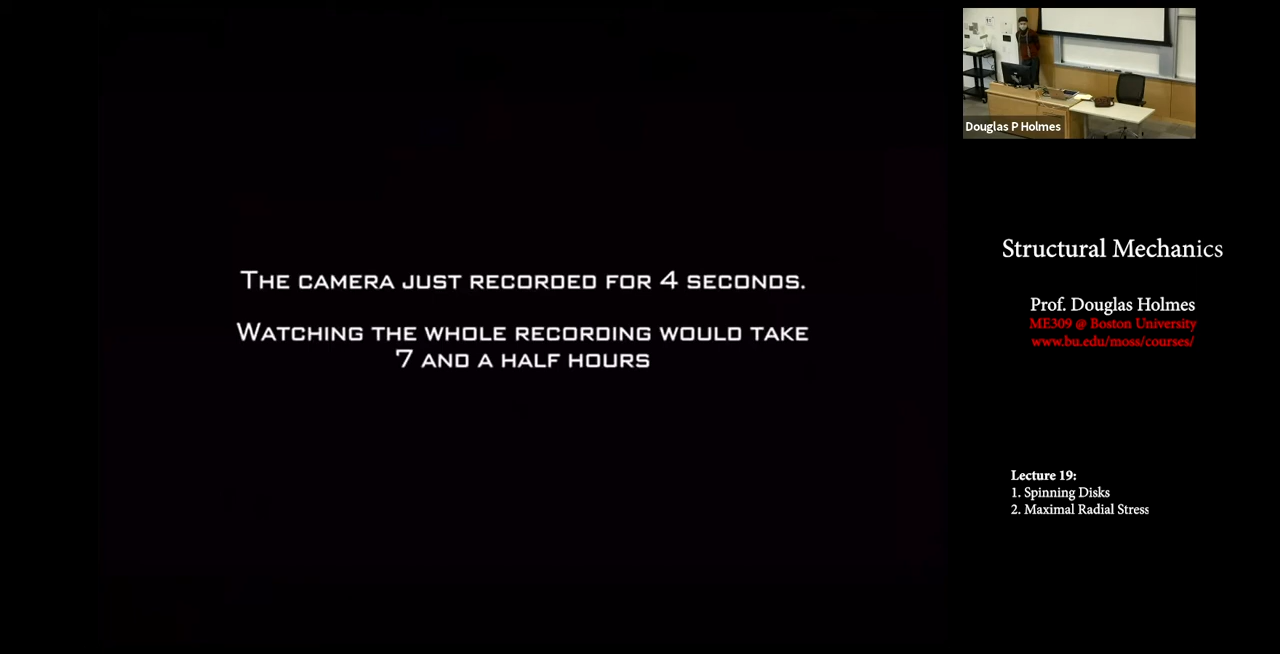 THE CAMERA JUST RECORDED FOR 4 SECONDS.
WATCHING THE WHOLE RECORDING WOULD TAKE
7 AND A HALF HOURS
Douglas P Holmes
Structural Mechanics
Prof. Douglas Holmes
ME309 @ Boston University
www.bu.edu/moss/courses/
Lecture 19:
1. Spinning Disks
2. Maximal Radial Stress